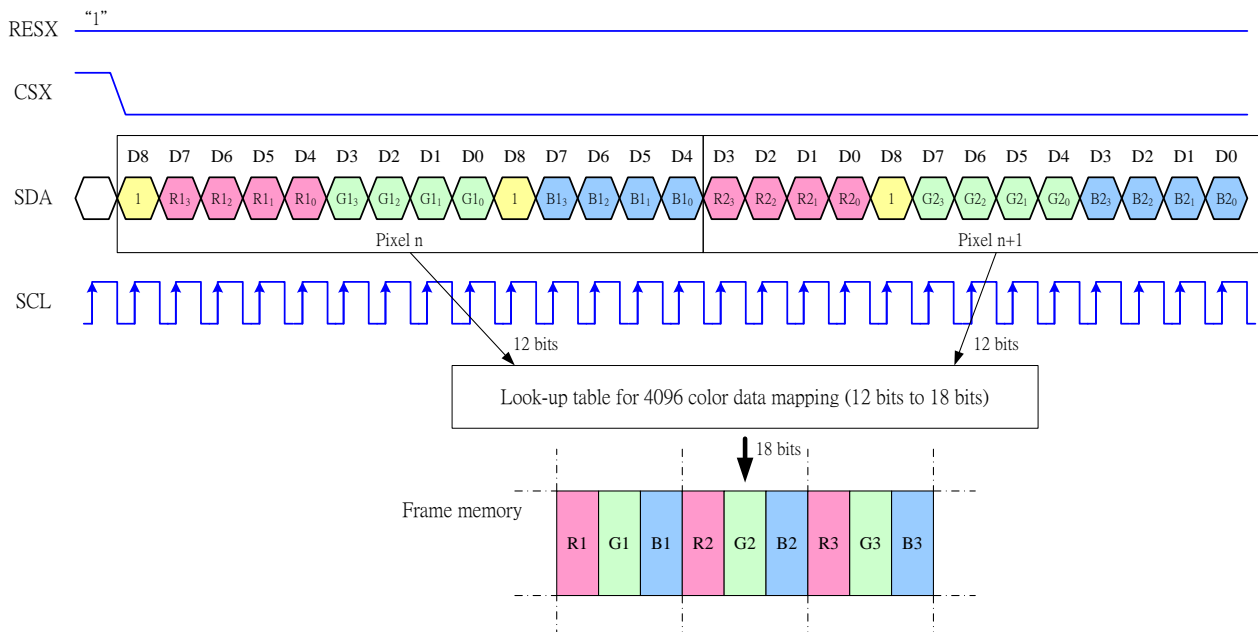 RESX “1”
CSX
D8 D7 D6 D5 D4 D3 D2 D1 D0 D8 D7 D6 D5 D4 D3 D2 D1 D0 D8 D7 D6 D5 D4 D3 D2 D1 D0
SDA 1 R1₃ R1₂ R1₁ R1₀ G1₃ G1₂ G1₁ G1₀ 1 B1₃ B1₂ B1₁ B1₀ R2₃ R2₂ R2₁ R2₀ 1 G2₃ G2₂ G2₁ G2₀ B2₃ B2₂ B2₁ B2₀
Pixel n Pixel n+1
SCL
12 bits 12 bits
Look-up table for 4096 color data mapping (12 bits to 18 bits)
18 bits
Frame memory
R1 G1 B1 R2 G2 B2 R3 G3 B3